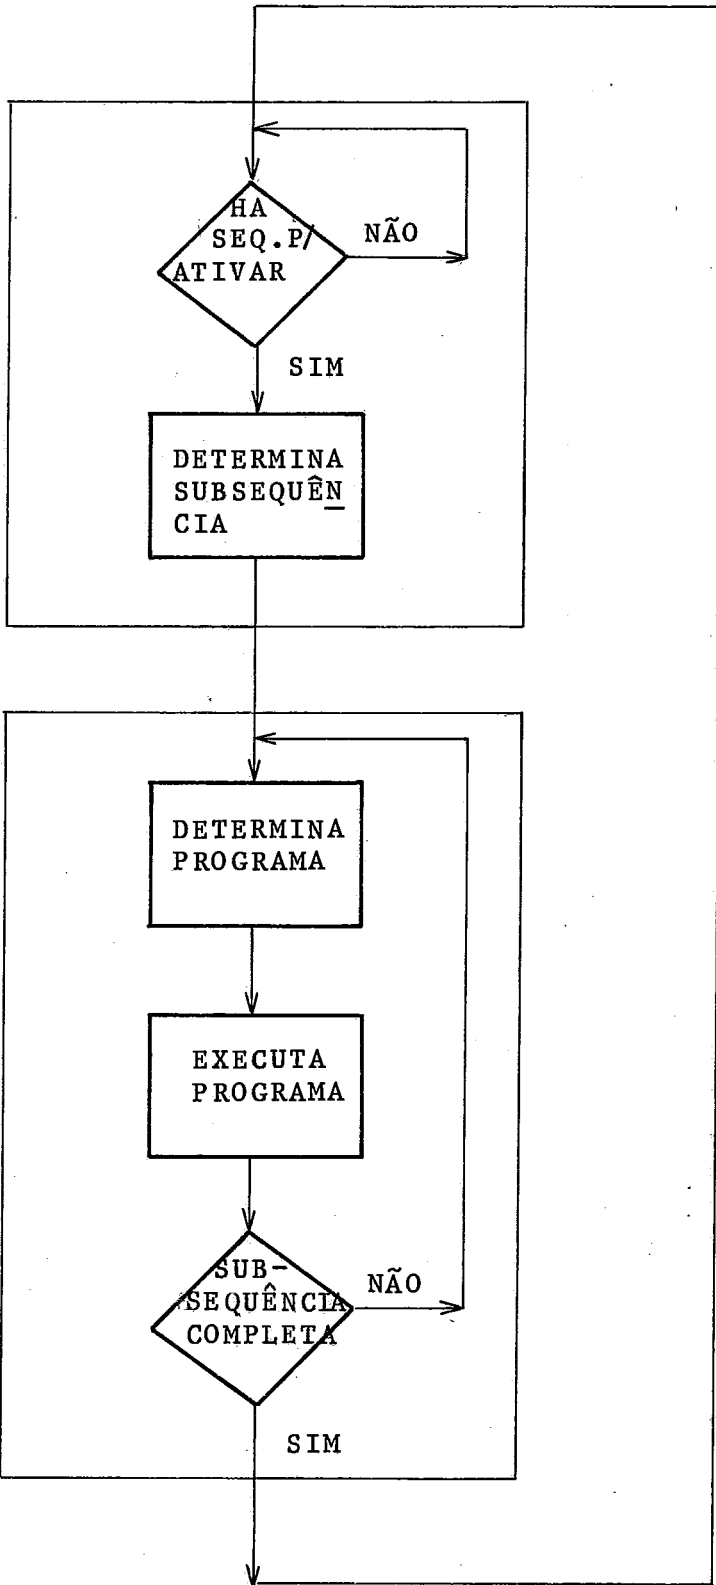 HA
SEQ.P/
ATIVAR
NÃO
SIM
DETERMINA
SUBSEQUÊN
CIA
DETERMINA
PROGRAMA
EXECUTA
PROGRAMA
SUB-
SEQUÊNCIA
COMPLETA
NÃO
SIM